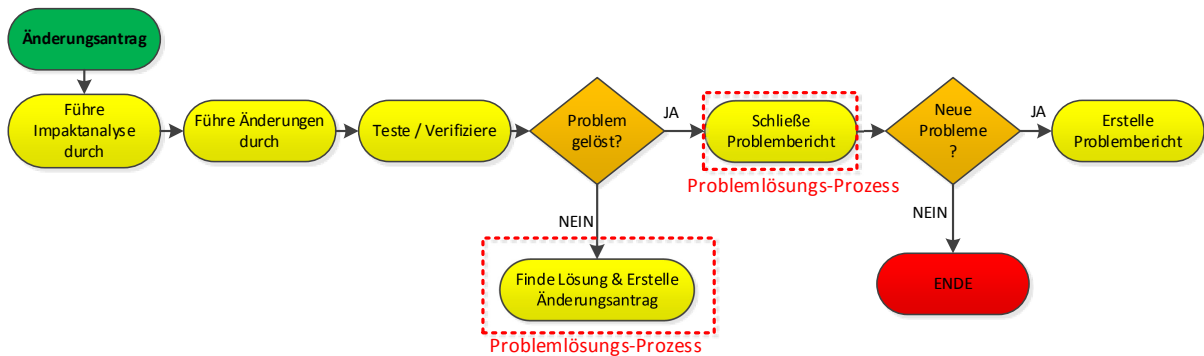 Änderungsantrag
Führe
Impaktanalyse
durch
Führe Änderungen
durch
Teste / Verifiziere
Problem
gelöst?
JA
Schließe
Problembericht
Problemlösungs-Prozess
Neue
Probleme
?
JA
Erstelle
Problembericht
NEIN
Finde Lösung & Erstelle
Änderungsantrag
Problemlösungs-Prozess
NEIN
ENDE